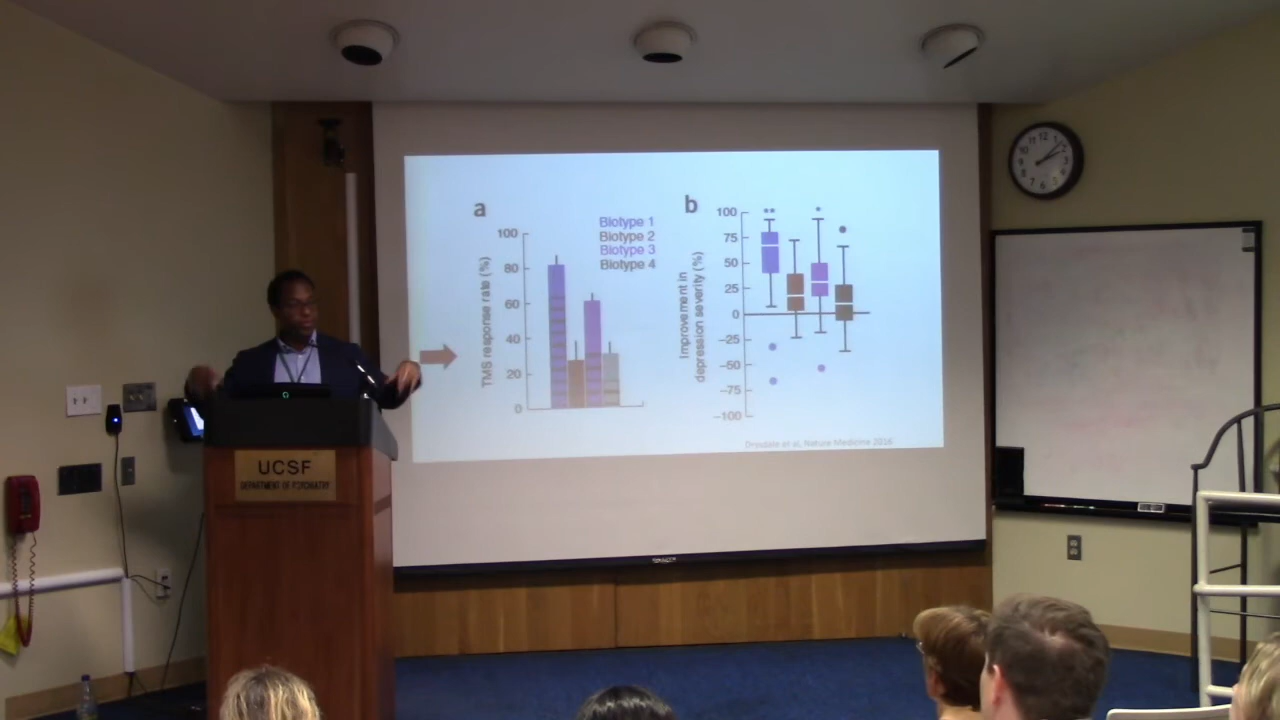 a
Biotype 1
Biotype 2
Biotype 3
Biotype 4
TMS response rate (%)
100
80
60
40
20
0
b
Improvement in
depression severity (%)
100
75
50
25
0
−25
−50
−75
−100
**
*
Drysdale et al, Nature Medicine 2016
UCSF
DEPARTMENT OF PSYCHIATRY